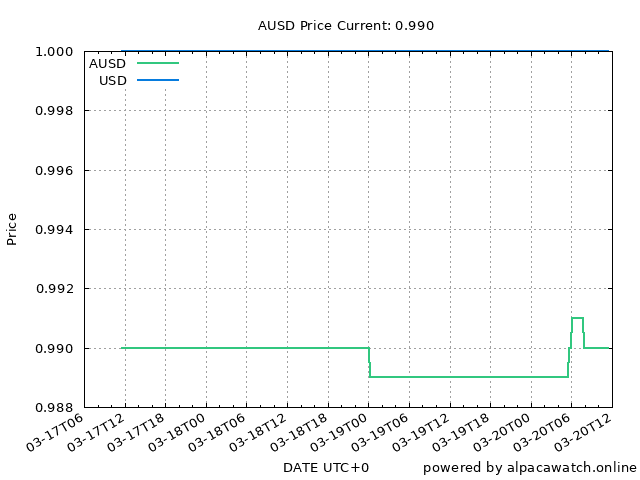 AUSD Price Current: 0.990
1.000
AUSD
USD
0.998
0.996
0.994
Price
0.992
0.990
0.988
03-17T06
03-17T12
03-17T18
03-18T00
03-18T06
03-18T12
03-18T18
03-19T00
03-19T06
03-19T12
03-19T18
03-20T00
03-20T06
03-20T12
DATE UTC+0
powered by alpacawatch.online